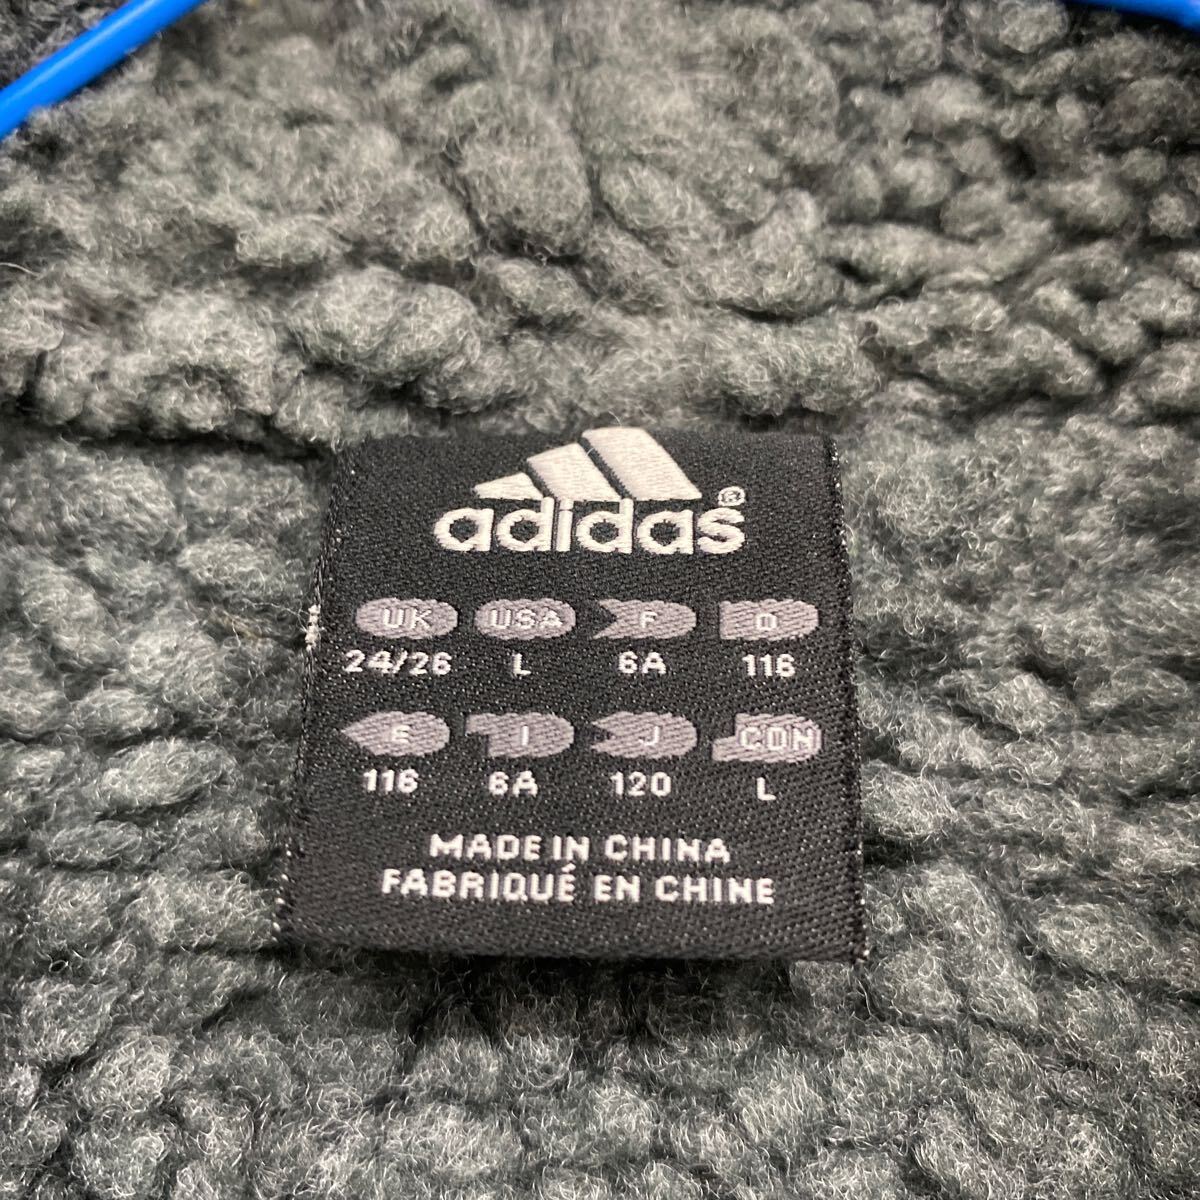 adidas®
UK USA F D
24/26 L 6A 116
E I J CDN
116 6A 120 L
MADE IN CHINA
FABRIQUÉ EN CHINE